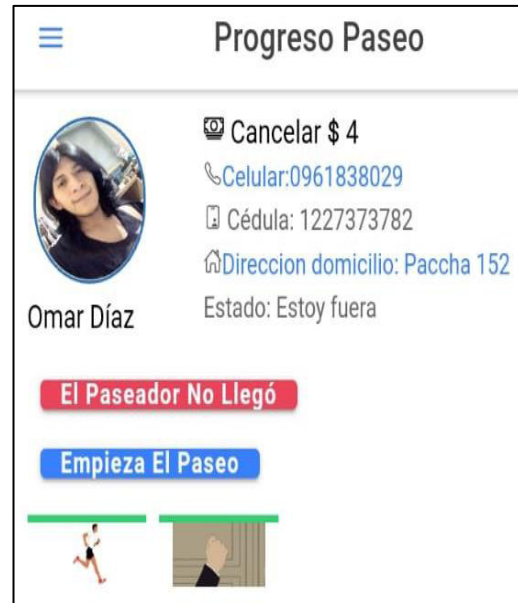 Progreso Paseo
Cancelar $ 4
Celular:0961838029
Cédula: 1227373782
Direccion domicilio: Paccha 152
Estado: Estoy fuera
Omar Díaz
El Paseador No Llegó
Empieza El Paseo